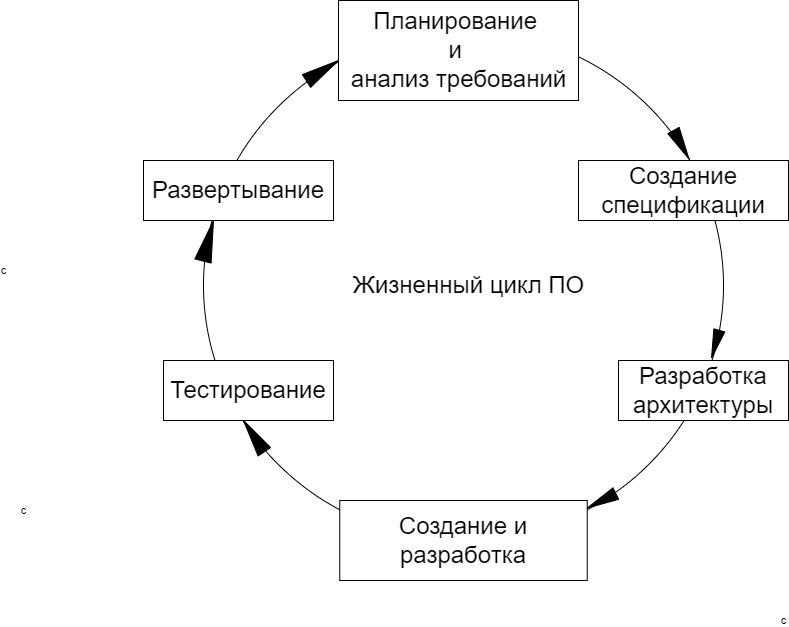 Планирование
и
анализ требований
Развертывание
Создание
спецификации
с
Жизненный цикл ПО
Тестирование
Разработка
архитектуры
с
Создание и
разработка
с